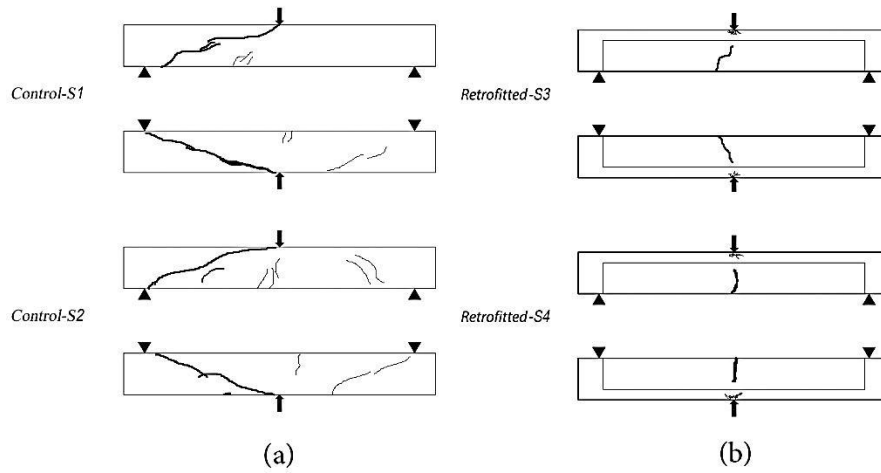 Control-S1
Retrofitted-S3
Control-S2
Retrofitted-S4
(a)
(b)